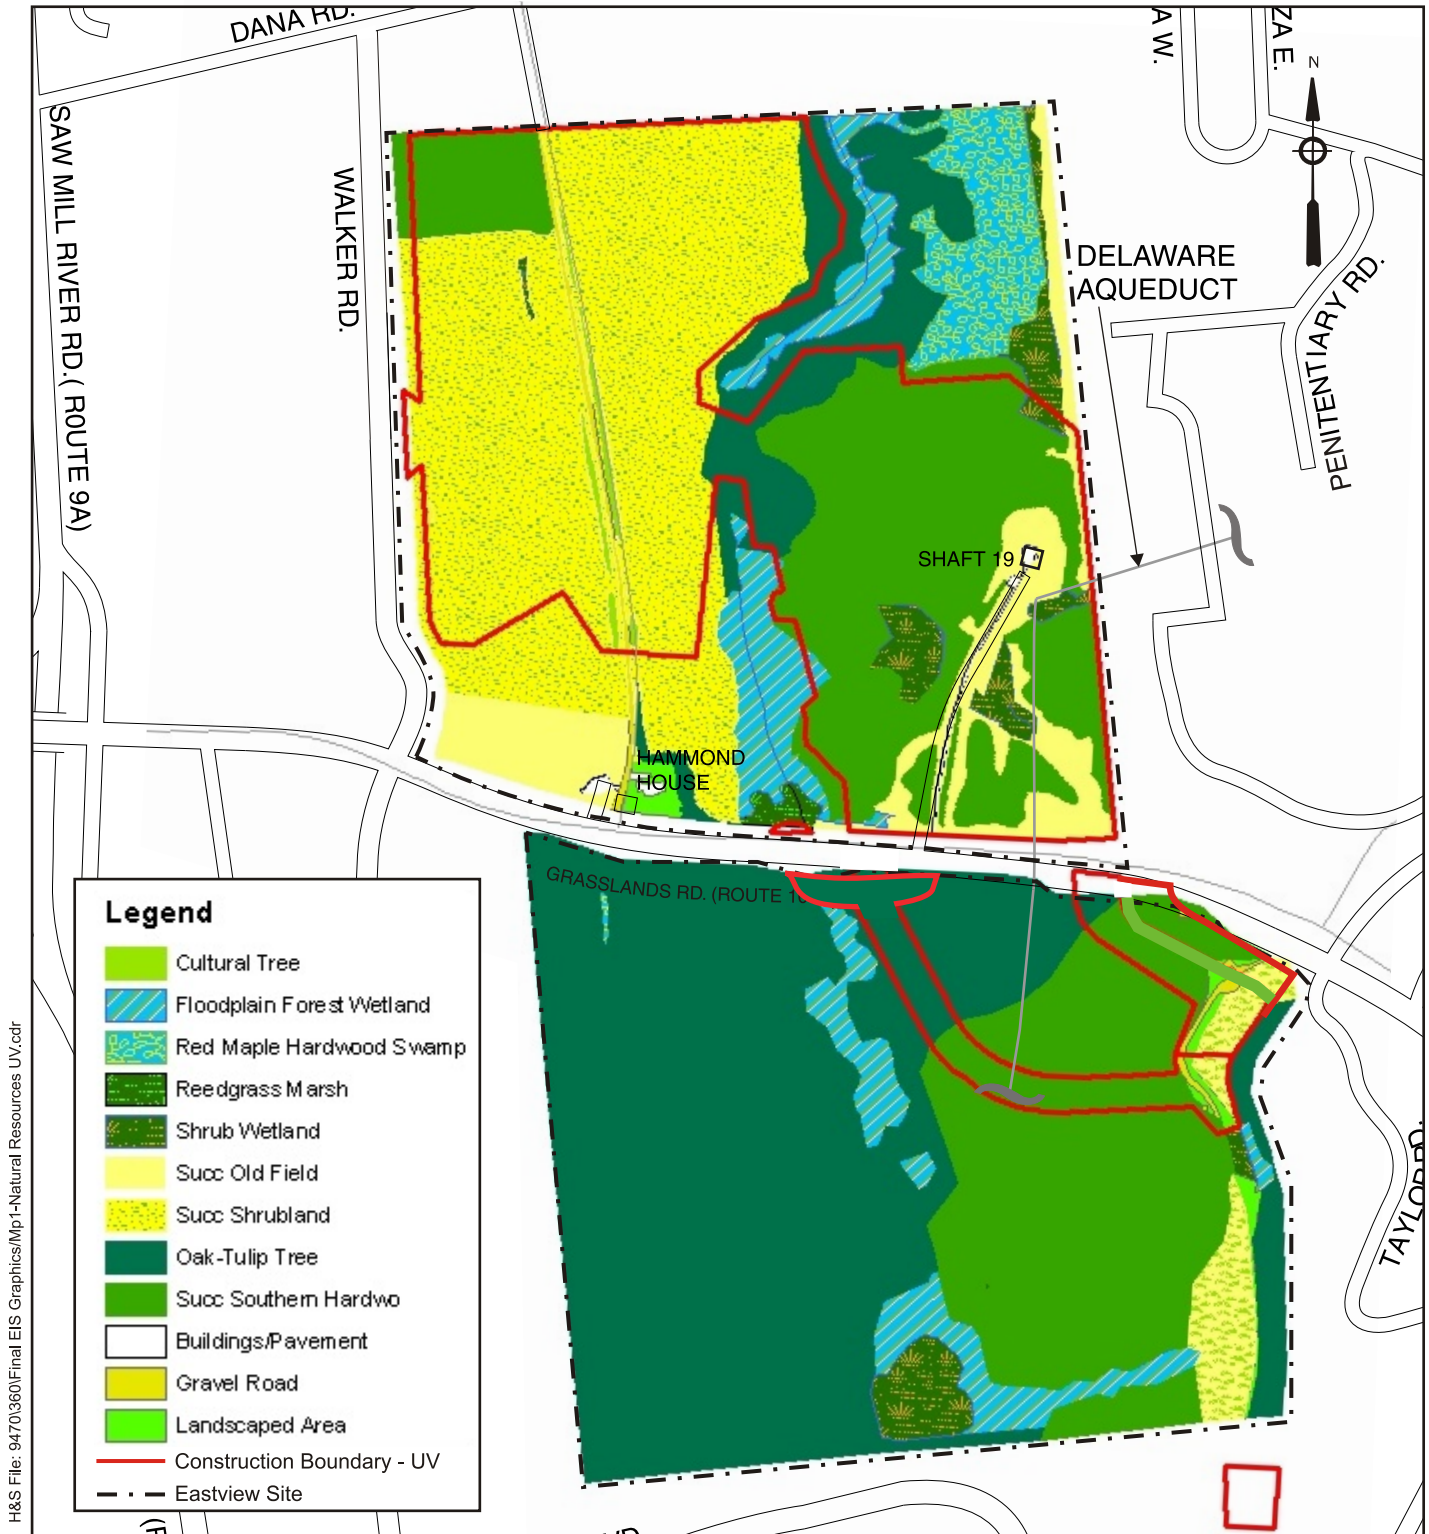 DANA RD.
A W.
ZA E.
N
SAW MILL RIVER RD.( ROUTE 9A)
WALKER RD.
DELAWARE
AQUEDUCT
PENITENTIARY RD.
SHAFT 19
HAMMOND
HOUSE
GRASSLANDS RD. (ROUTE 10
TAYLOR RD.
Legend
Cultural Tree
Floodplain Forest Wetland
Red Maple Hardwood Swamp
Reedgrass Marsh
Shrub Wetland
Succ Old Field
Succ Shrubland
Oak-Tulip Tree
Succ Southern Hardwo
Buildings/Pavement
Gravel Road
Landscaped Area
Construction Boundary - UV
Eastview Site
H&S File: 9470\360\Final EIS Graphics/Mp1-Natural Resources UV.cdr